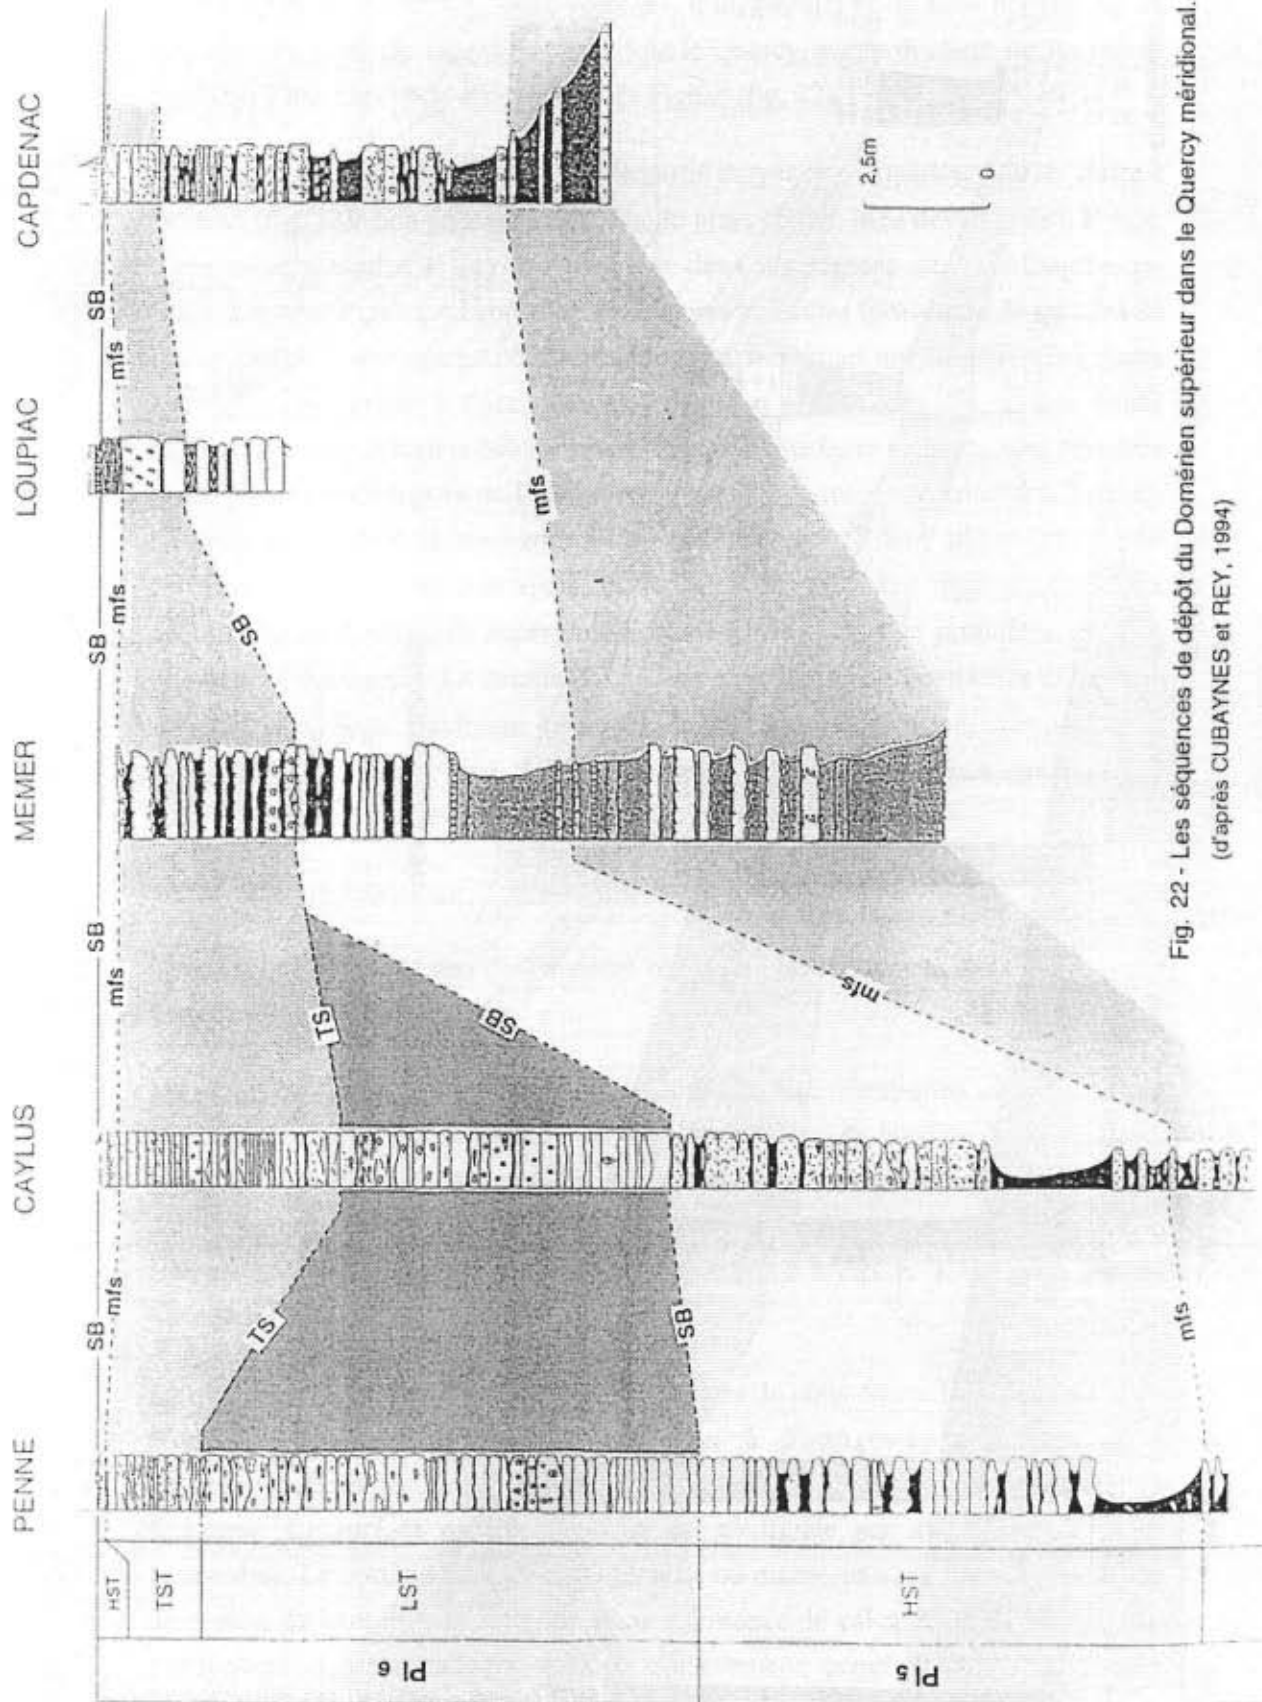 PENNE
CAYLUS
MEMER
LOUPIAC
CAPDENAC
SB
SB
SB
SB
mfs
mfs
mfs
mfs
HST
TST
LST
HST
Pl 6
Pl 5
TS
TS
SB
SB
SB
mfs
mfs
mfs
2,5m
0
Fig. 22 - Les séquences de dépôt du Domérien supérieur dans le Quercy méridional.
(d'après CUBAYNES et REY, 1994)